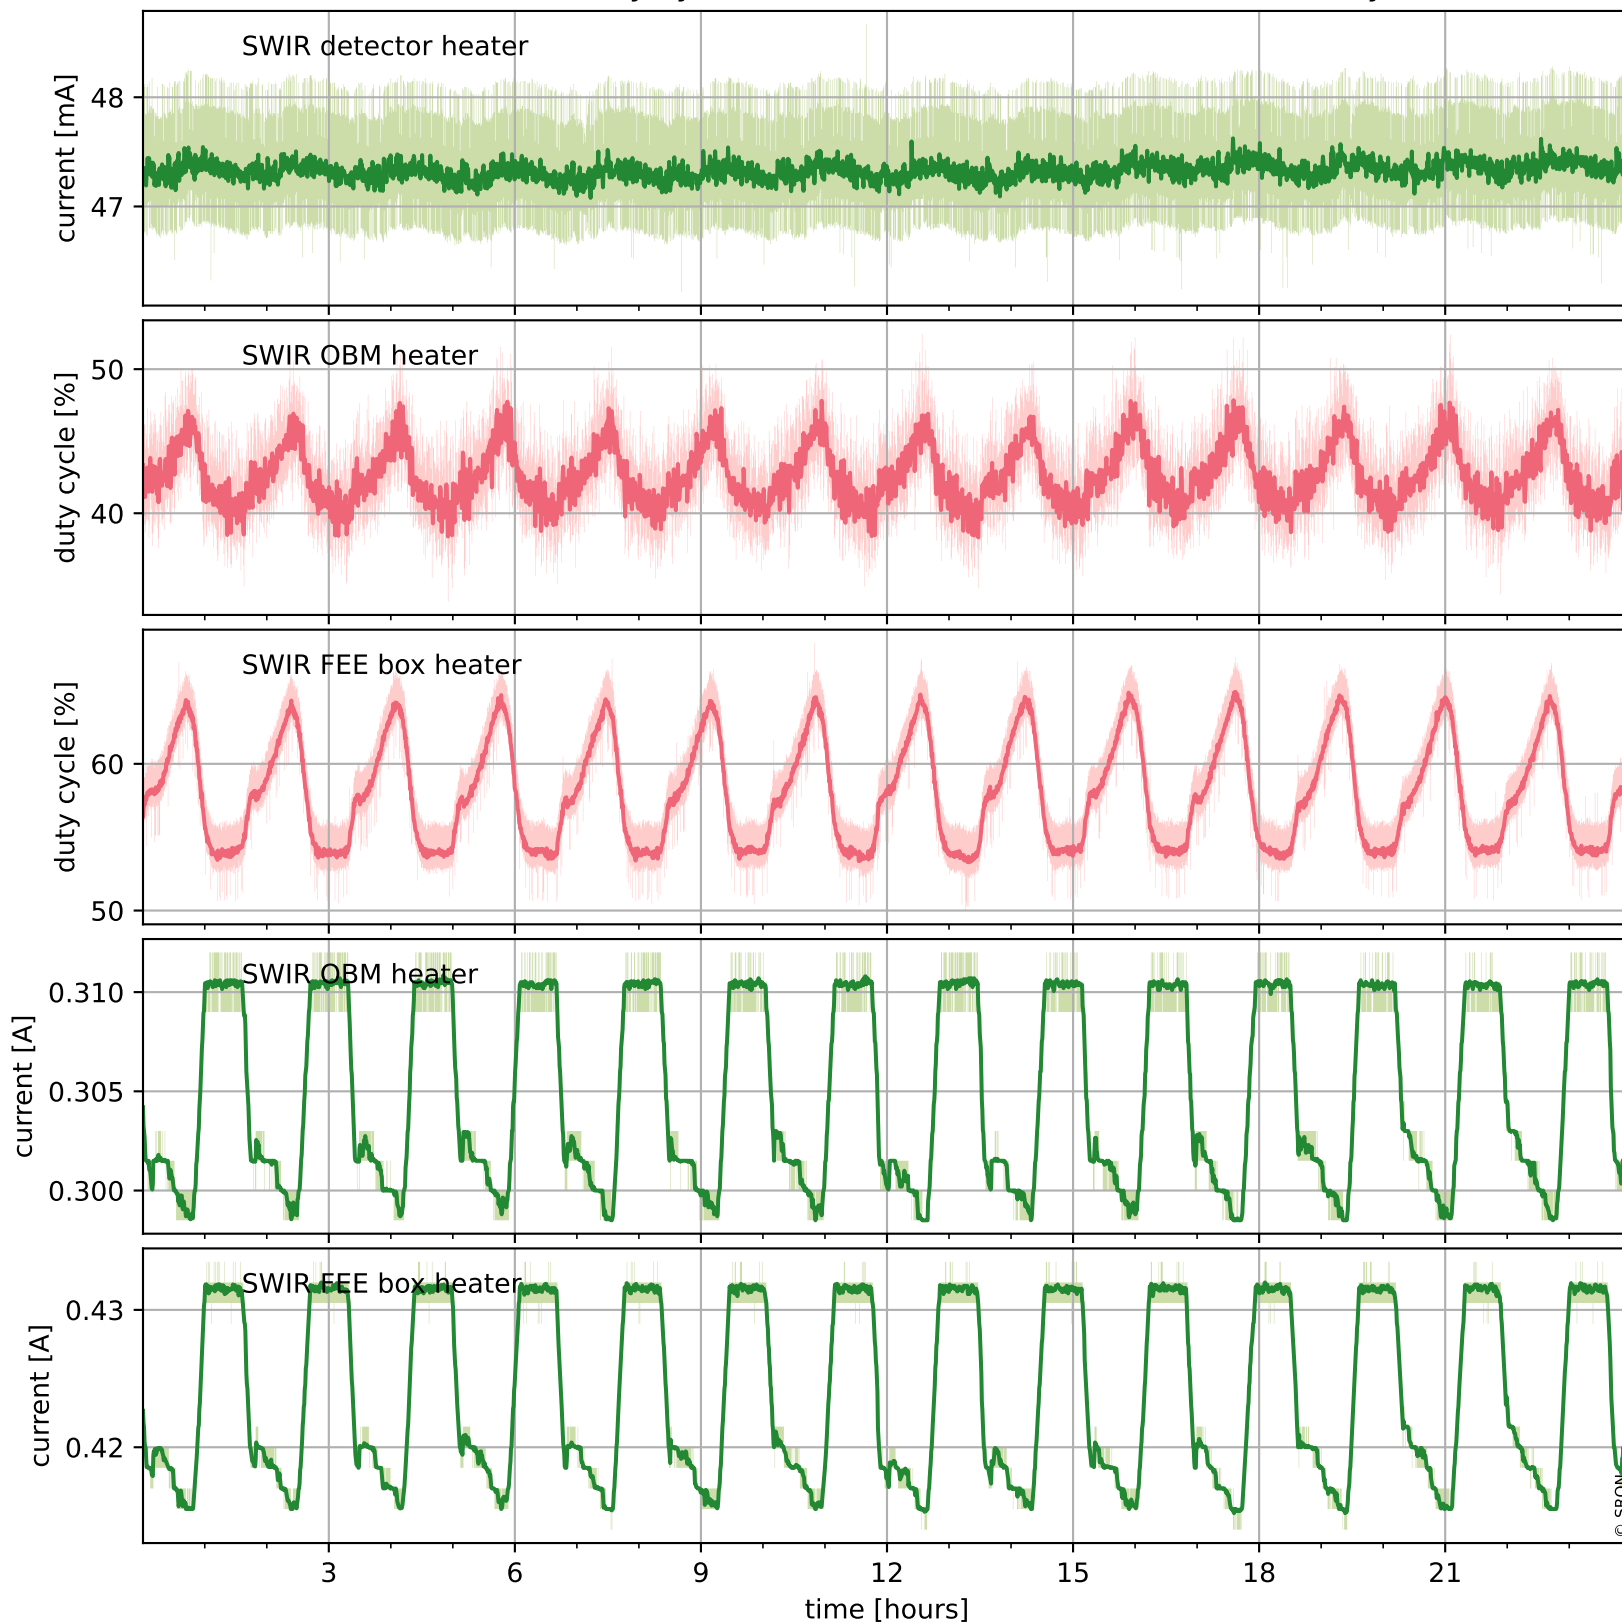 SWIR detector heater
current [mA]
48
47
SWIR OBM heater
duty cycle [%]
50
40
SWIR FEE box heater
duty cycle [%]
60
50
SWIR OBM heater
current [A]
0.310
0.305
0.300
SWIR FEE box heater
current [A]
0.43
0.42
© SRON
3 6 9 12 15 18 21
time [hours]